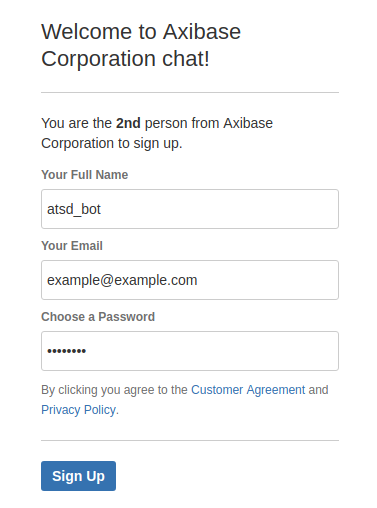 Welcome to Axibase
Corporation chat!
You are the 2nd person from Axibase
Corporation to sign up.
Your Full Name
atsd_bot
Your Email
example@example.com
Choose a Password
••••••••
By clicking you agree to the Customer Agreement and
Privacy Policy.
Sign Up